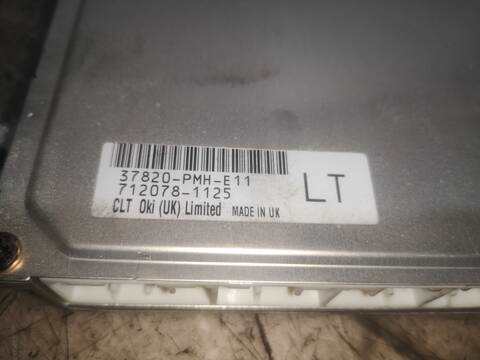 37820-PMH-E11
712078-1125
LT
CLT Oki (UK) Limited MADE IN UK